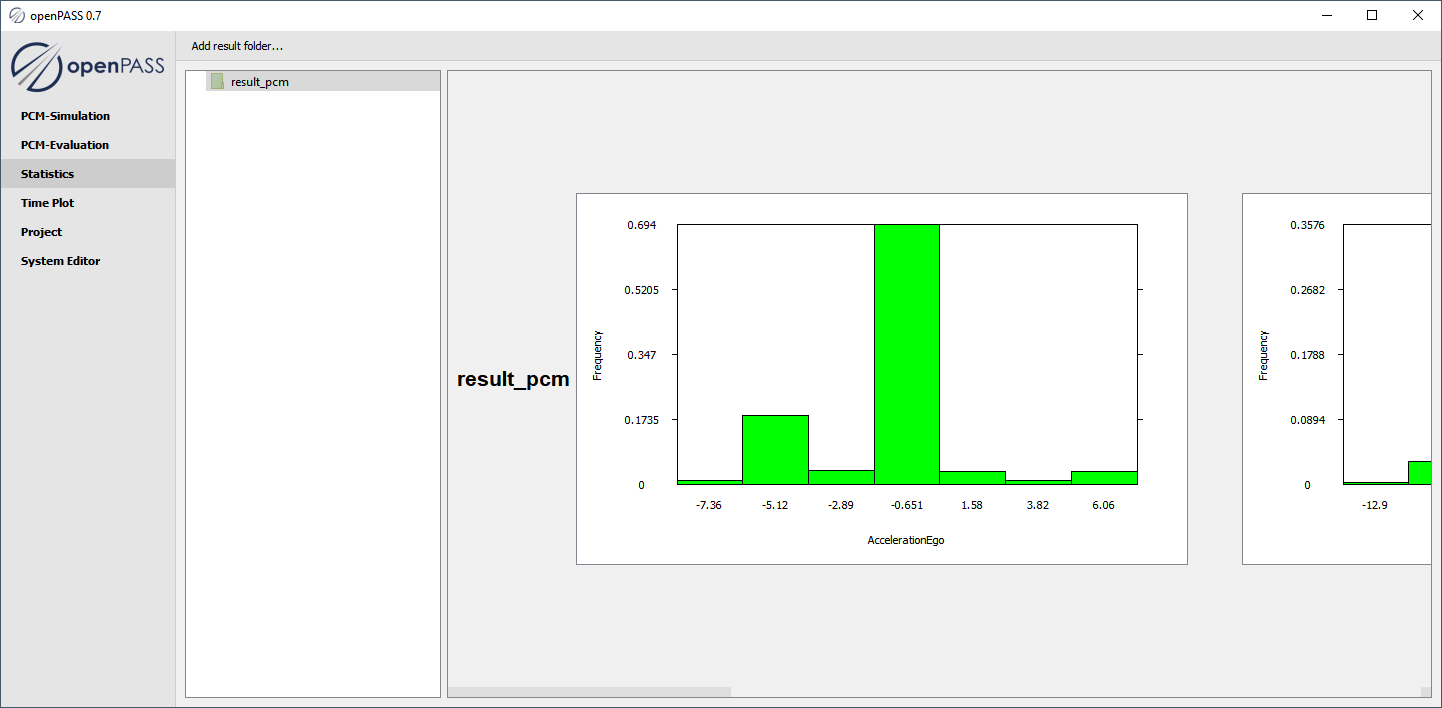 openPASS 0.7
openPASS
Add result folder...
PCM-Simulation
PCM-Evaluation
Statistics
Time Plot
Project
System Editor
result_pcm
result_pcm
0.694
0.5205
0.347
0.1735
0
Frequency
-7.36 -5.12 -2.89 -0.651 1.58 3.82 6.06
AccelerationEgo
0.3576
0.2682
0.1788
0.0894
0
Frequency
-12.9